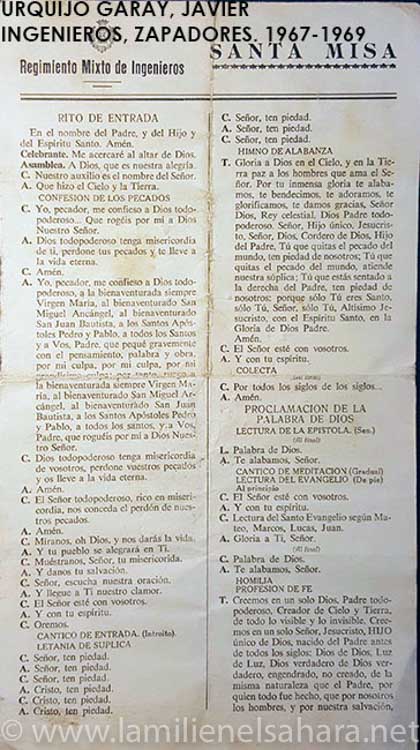 URQUIJO GARAY, JAVIER
INGENIEROS, ZAPADORES. 1967-1969
Regimiento Mixto de Ingenieros
SANTA MISA
RITO DE ENTRADA
En el nombre del Padre, y del Hijo y
del Espíritu Santo. Amén.
Celebrante. Me acercaré al altar de Dios.
Asamblea. A Dios, que es nuestra alegría.
C. Nuestro auxilio es el nombre del Señor.
A. Que hizo el Cielo y la Tierra.
CONFESION DE LOS PECADOS
C. Yo, pecador, me confieso a Dios todo-
poderoso... Que rogéis por mí a Dios
Nuestro Señor.
A. Dios todopoderoso tenga misericordia
de ti, perdone tus pecados y te lleve a
la vida eterna.
C. Amén.
A. Yo, pecador, me confieso a Dios todo-
poderoso, a la bienaventurada siempre
Virgen María, al bienaventurado San
Miguel Arcángel, al bienaventurado
San Juan Bautista, a los Santos Após-
toles Pedro y Pablo, a todos los Santos
y a Vos, Padre, que pequé gravemente
con el pensamiento, palabra y obra,
por mi culpa, por mi culpa, por mi
grandísima culpa; por tanto, ruego a
la bienaventurada siempre Virgen Ma-
ría, al bienaventurado San Miguel Ar-
cángel, al bienaventurado San Juan
Bautista, a los Santos Apóstoles Pedro
y Pablo, a todos los santos, y a Vos,
Padre, que roguéis por mí a Dios Nues-
tro Señor.
C. Dios todopoderoso tenga misericordia
de vosotros, perdone vuestros pecados y
os lleve a la vida eterna.
A. Amén.
C. El Señor todopoderoso, rico en miseri-
cordia, nos conceda el perdón de nues-
tros pecados.
A. Amén.
C. Míranos, oh Dios, y nos darás la vida.
A. Y tu pueblo se alegrará en Ti.
C. Muéstranos, Señor, tu misericordia.
A. Y danos tu salvación.
C. Señor, escucha nuestra oración.
A. Y llegue a Ti nuestro clamor.
C. El Señor esté con vosotros.
A. Y con tu espíritu.
C. Oremos.
CANTICO DE ENTRADA. (Introito).
LETANIA DE SUPLICA
C. Señor, ten piedad.
A. Señor, ten piedad.
C. Señor, ten piedad.
A. Cristo, ten piedad.
C. Cristo, ten piedad.
A. Cristo, ten piedad.
C. Señor, ten piedad.
A. Señor, ten piedad.
C. Señor, ten piedad.
HIMNO DE ALABANZA
T. Gloria a Dios en el Cielo, y en la Tie-
rra paz a los hombres que ama el Se-
ñor. Por tu inmensa gloria te alaba-
mos, te bendecimos, te adoramos, te
glorificamos, te damos gracias, Señor
Dios, Rey celestial, Dios Padre todo-
poderoso. Señor, Hijo único, Jesucris-
to, Señor, Dios, Cordero de Dios, Hijo
del Padre, Tú que quitas el pecado del
mundo, ten piedad de nosotros; Tú que
quitas el pecado del mundo, atiende
nuestra súplica; Tú que estás sentado a
la derecha del Padre, ten piedad de
nosotros: porque sólo Tú eres Santo,
sólo Tú, Señor, sólo Tú, Altísimo Je-
sucristo, con el Espíritu Santo, en la
Gloria de Dios Padre.
Amén.
C. El Señor esté con vosotros.
A. Y con tu espíritu.
COLECTA
C. Por todos los siglos de los siglos...
A. Amén.
PROCLAMACION DE LA
PALABRA DE DIOS
LECTURA DE LA EPISTOLA. (Sen.)
(Al final)
L. Palabra de Dios.
A. Te alabamos, Señor.
CANTICO DE MEDITACION (Gradual)
LECTURA DEL EVANGELIO (De pie)
Al principio
C. El Señor esté con vosotros.
A. Y con tu espíritu.
C. Lectura del Santo Evangelio según Ma-
teo, Marcos, Lucas, Juan.
A. Gloria a Ti, Señor.
(Al final)
C. Palabra de Dios.
A. Te alabamos, Señor.
HOMILIA
PROFESION DE FE
T. Creemos en un solo Dios, Padre todo-
poderoso, Creador de Cielo y Tierra,
de todo lo visible y lo invisible. Cree-
mos en un solo Señor, Jesucristo, HIJO
único de Dios, nacido del Padre antes
de todos los siglos: Dios de Dios, Luz
de Luz, Dios verdadero de Dios ver-
dadero, engendrado, no creado, de la
misma naturaleza que el Padre, por
quien todo fue hecho, que por nosotros
los hombres, y por nuestra salvación,
© www.lamilienelsahara.net